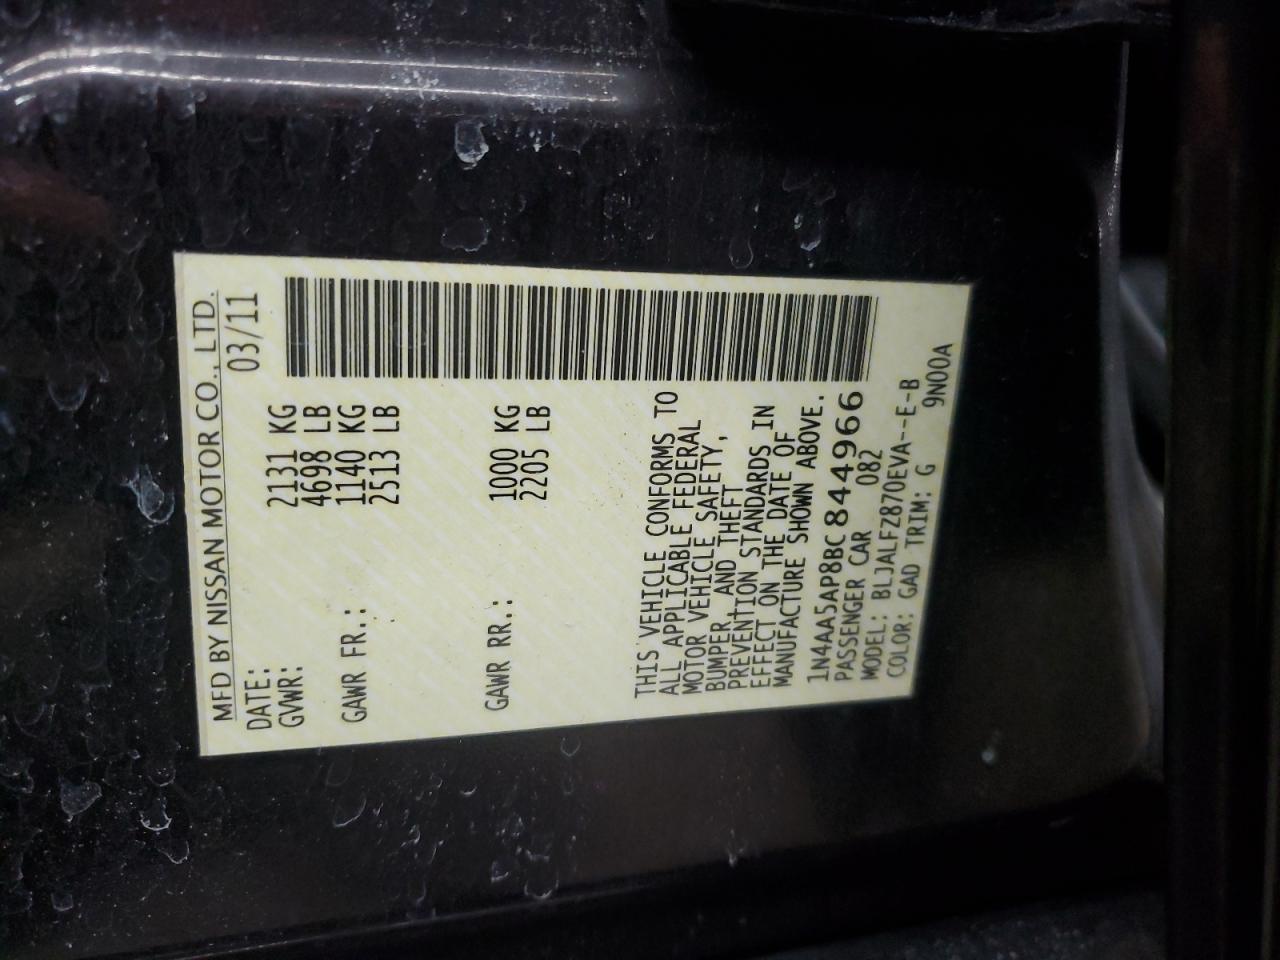 MFD BY NISSAN MOTOR CO., LTD.
DATE: 03/11
GVWR: 2131 KG
4698 LB
GAWR FR.: 1140 KG
2513 LB
GAWR RR.: 1000 KG
2205 LB
THIS VEHICLE CONFORMS TO
ALL APPLICABLE FEDERAL
MOTOR VEHICLE SAFETY,
BUMPER, AND THEFT
PREVENTION STANDARDS IN
EFFECT ON THE DATE OF
MANUFACTURE SHOWN ABOVE.
1N4AA5AP8BC844966
PASSENGER CAR 082
MODEL: BLJALFZ870EVA--E-B
COLOR: GAD TRIM: G 9N00A